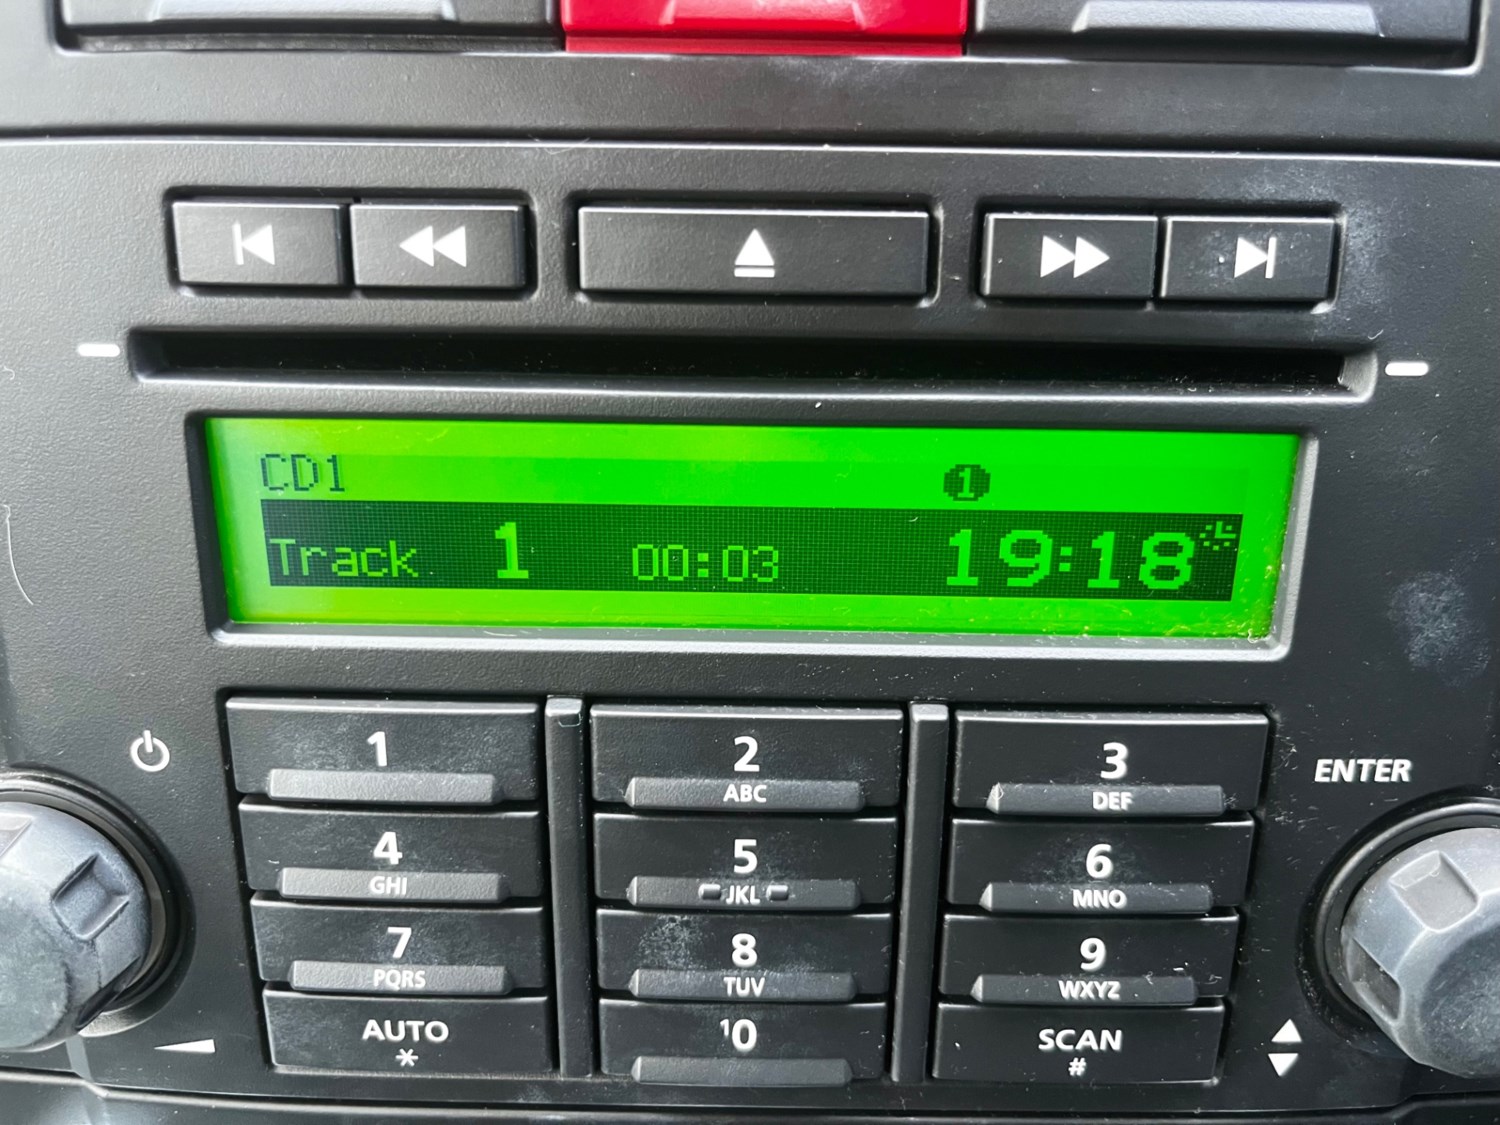 CD1 1
Track 1 00:03 19:18
1
2
ABC
3
DEF
ENTER
4
GHI
5
JKL
6
MNO
7
PQRS
8
TUV
9
WXYZ
AUTO
*
10
SCAN
#